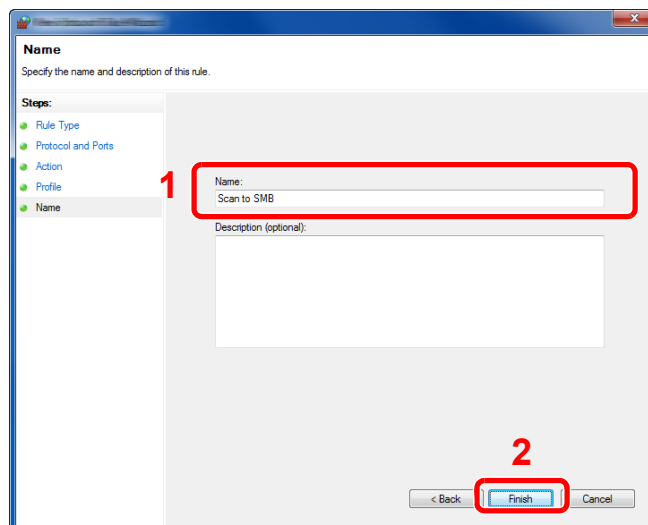 Name
Specify the name and description of this rule.
Steps:
Rule Type
Protocol and Ports
Action
Profile
Name
1
Name:
Scan to SMB
Description (optional):
2
< Back
Finish
Cancel